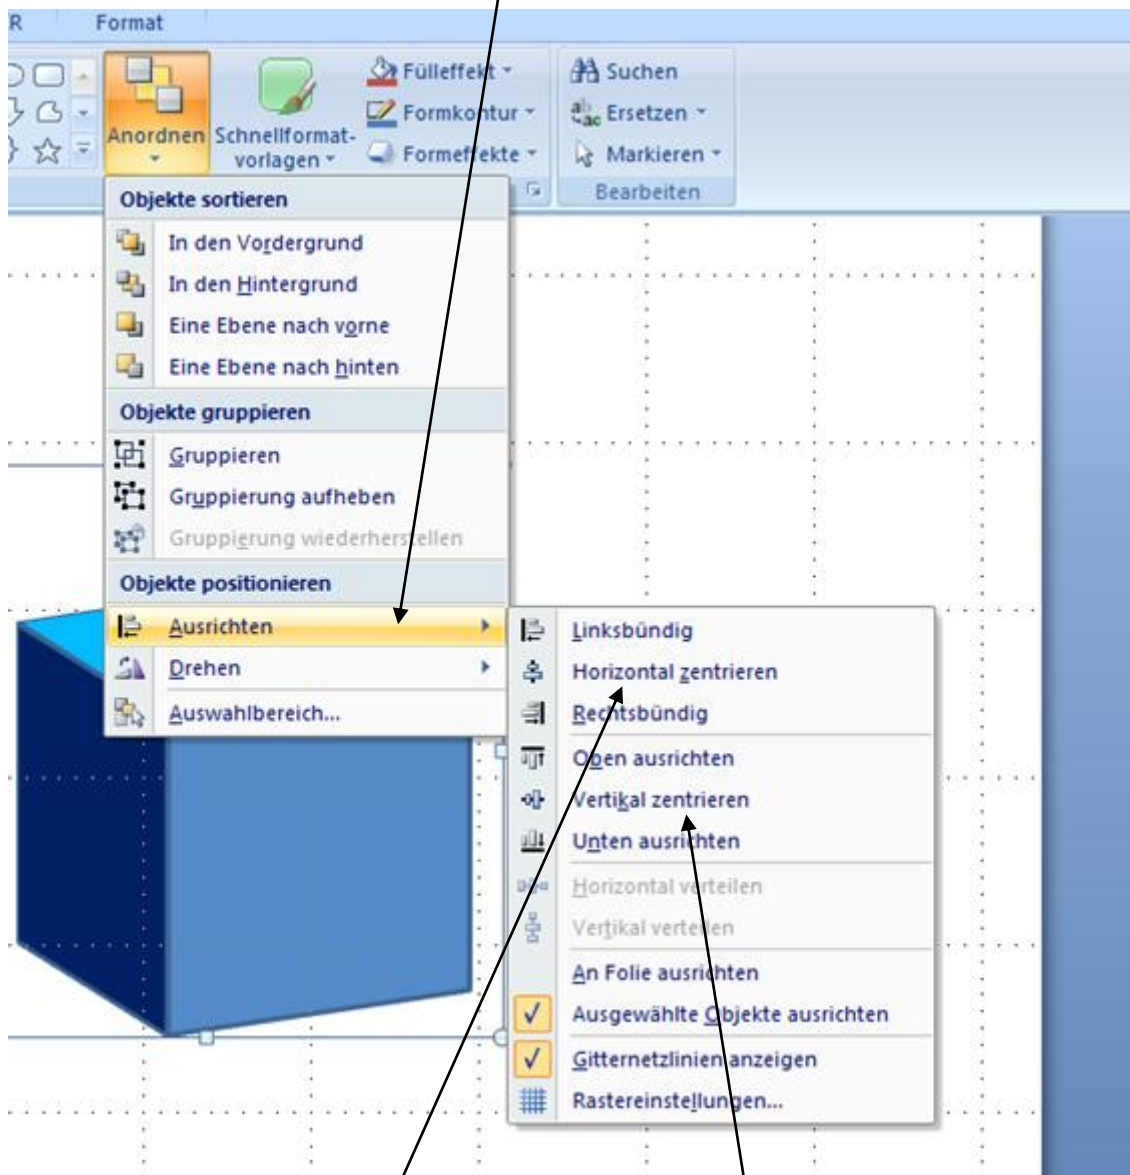 R Format
Fülleffekt
Suchen
Formkontur
Ersetzen
Anordnen
Schnellformat-
vorlagen
Formeffekte
Markieren
Bearbeiten
Objekte sortieren
In den Vordergrund
In den Hintergrund
Eine Ebene nach vorne
Eine Ebene nach hinten
Objekte gruppieren
Gruppieren
Gruppierung aufheben
Gruppierung wiederherstellen
Objekte positionieren
Ausrichten
Drehen
Auswahlbereich...
Linksbündig
Horizontal zentrieren
Rechtsbündig
Oben ausrichten
Vertikal zentrieren
Unten ausrichten
Horizontal verteilen
Vertikal verteilen
An Folie ausrichten
Ausgewählte Objekte ausrichten
Gitternetzlinien anzeigen
Rastereinstellungen...